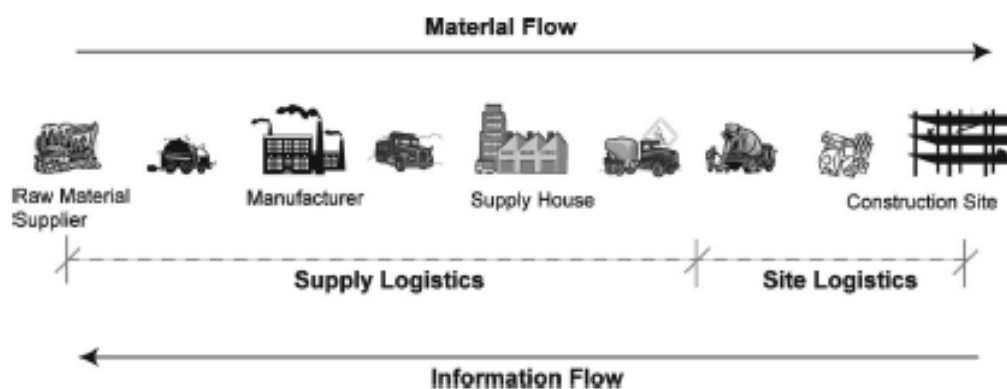 Material Flow
Raw Material
Supplier
Manufacturer
Supply House
Construction Site
Supply Logistics
Site Logistics
Information Flow